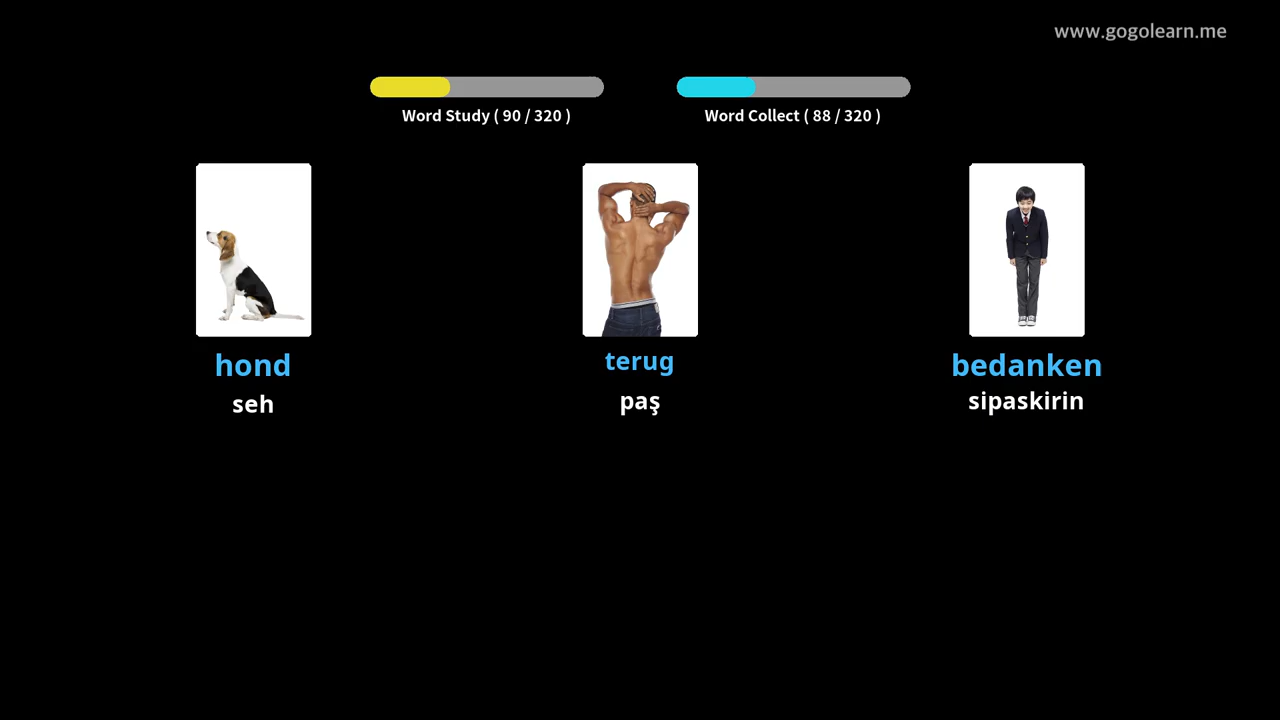 www.gogolearn.me
Word Study ( 90 / 320 )
Word Collect ( 88 / 320 )
hond
terug
bedanken
seh
paş
sipaskirin